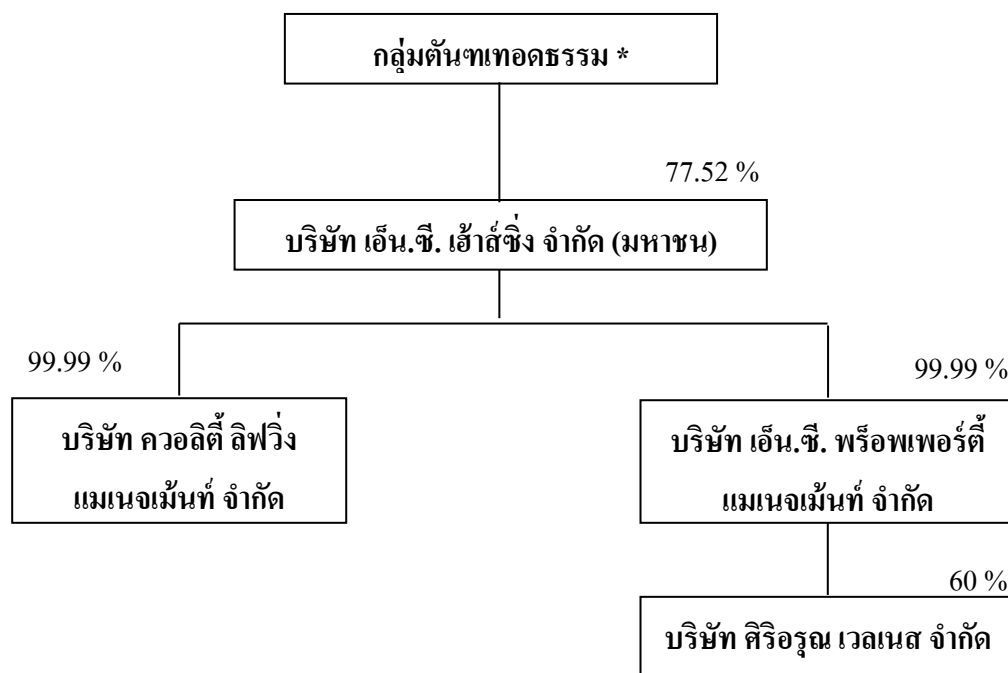 กลุ่มตันฑเทอดธรรม *
77.52 %
บริษัท เอ็น.ซี. เฮ้าส์ซิ่ง จำกัด (มหาชน)
99.99 %
99.99 %
บริษัท ควอลิตี้ ลิฟวิ่ง
แมเนจเม้นท์ จำกัด
บริษัท เอ็น.ซี. พร็อพเพอร์ตี้
แมเนจเม้นท์ จำกัด
60 %
บริษัท ศิริอรุณ เวลเนส จำกัด